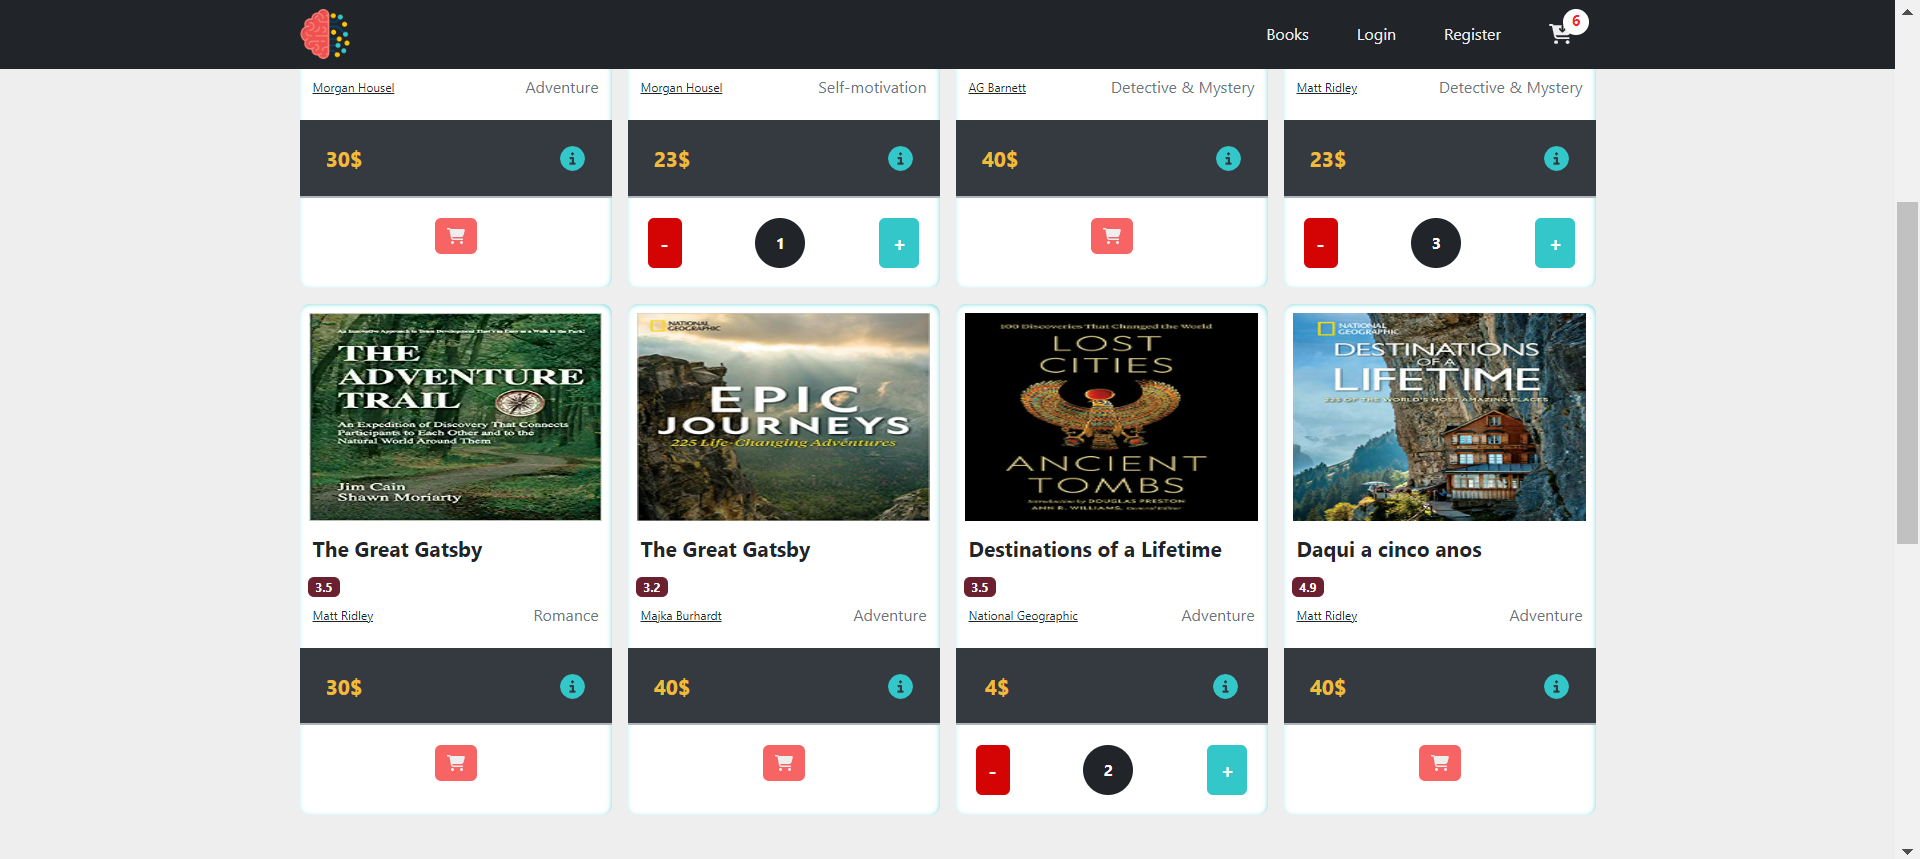 Books Login Register 6
Morgan Housel Adventure
Morgan Housel Self-motivation
AG Barnett Detective & Mystery
Matt Ridley Detective & Mystery
30$
23$
40$
23$
- 1 +
- 3 +
An Innovative Approach to Team Development That's as Easy as a Walk in the Park!
THE
ADVENTURE
TRAIL
An Expedition of Discovery That Connects
Participants to Each Other and to the
Natural World Around Them
Jim Cain
Shawn Moriarty
NATIONAL
GEOGRAPHIC
EPIC
JOURNEYS
225 Life-Changing Adventures
100 Discoveries That Changed the World
LOST
CITIES
ANCIENT
TOMBS
Introduction by DOUGLAS PRESTON
ANN R. WILLIAMS, General Editor
NATIONAL
GEOGRAPHIC
DESTINATIONS
OF A
LIFETIME
225 OF THE WORLD'S MOST AMAZING PLACES
The Great Gatsby
3.5
Matt Ridley Romance
The Great Gatsby
3.2
Majka Burhardt Adventure
Destinations of a Lifetime
3.5
National Geographic Adventure
Daqui a cinco anos
4.9
Matt Ridley Adventure
30$
40$
4$
40$
- 2 +